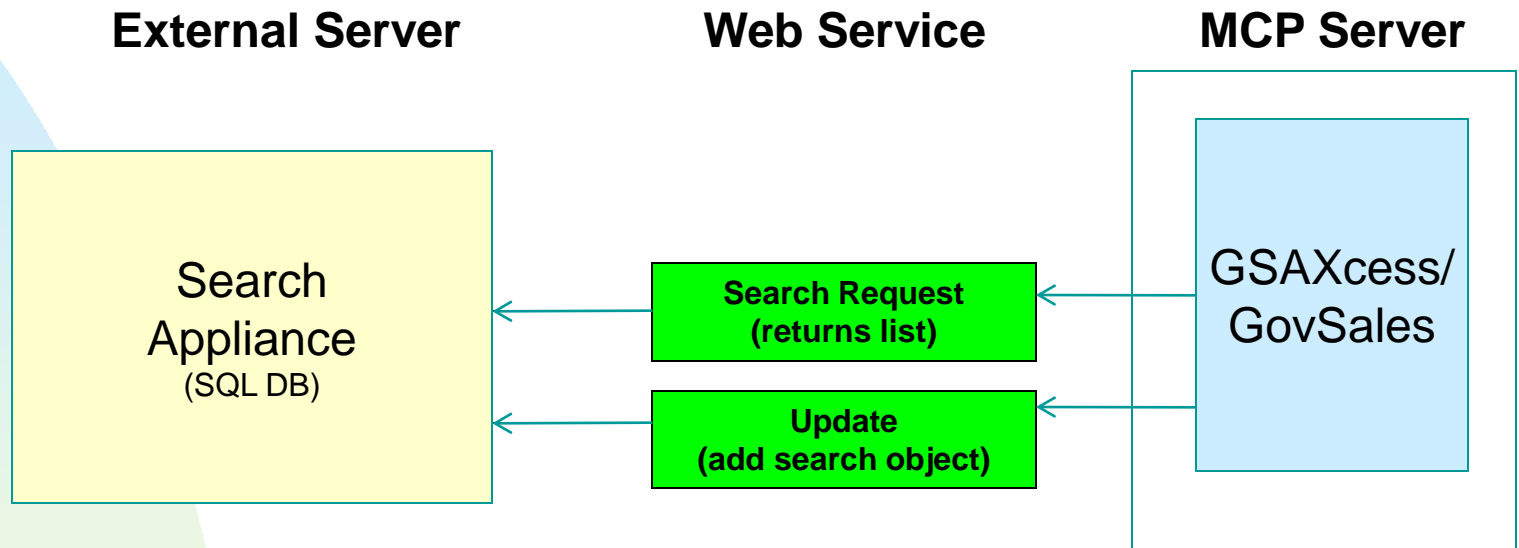 External Server
Web Service
MCP Server
Search
Appliance
(SQL DB)
Search Request
(returns list)
Update
(add search object)
GSAXcess/
GovSales